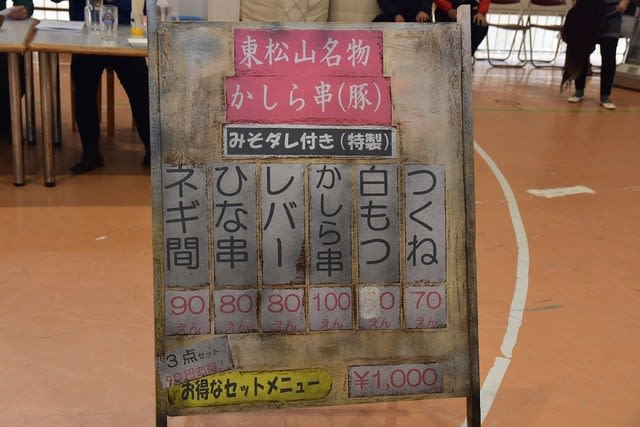 東松山名物
かしら串(豚)
みそダレ付き(特製)
つくね
70えん
白もつ
えん
かしら串
100えん
レバー
80えん
ひな串
80えん
ネギ間
90えん
3点セット
お得なセットメニュー
¥1,000